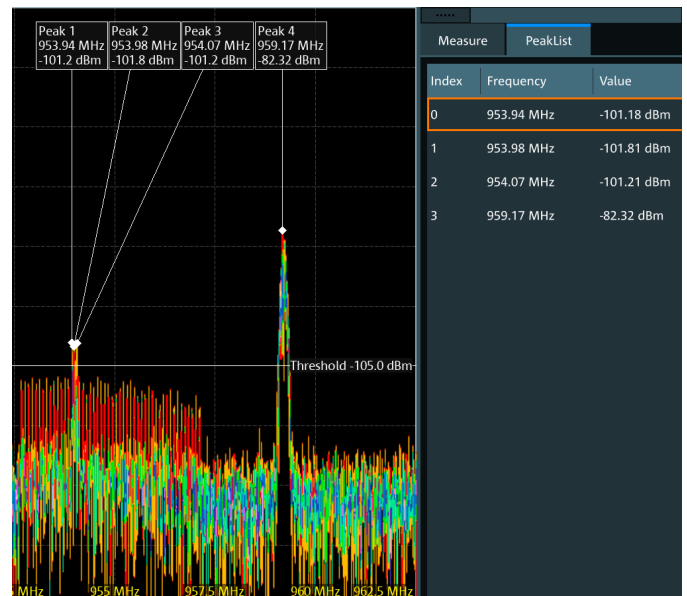 Peak 1
953.94 MHz
-101.2 dBm
Peak 2
953.98 MHz
-101.8 dBm
Peak 3
954.07 MHz
-101.2 dBm
Peak 4
959.17 MHz
-82.32 dBm
Threshold -105.0 dBm
MHz
955 MHz
957.5 MHz
960 MHz
962.5 MHz
Measure
PeakList
Index Frequency Value
0 953.94 MHz -101.18 dBm
1 953.98 MHz -101.81 dBm
2 954.07 MHz -101.21 dBm
3 959.17 MHz -82.32 dBm